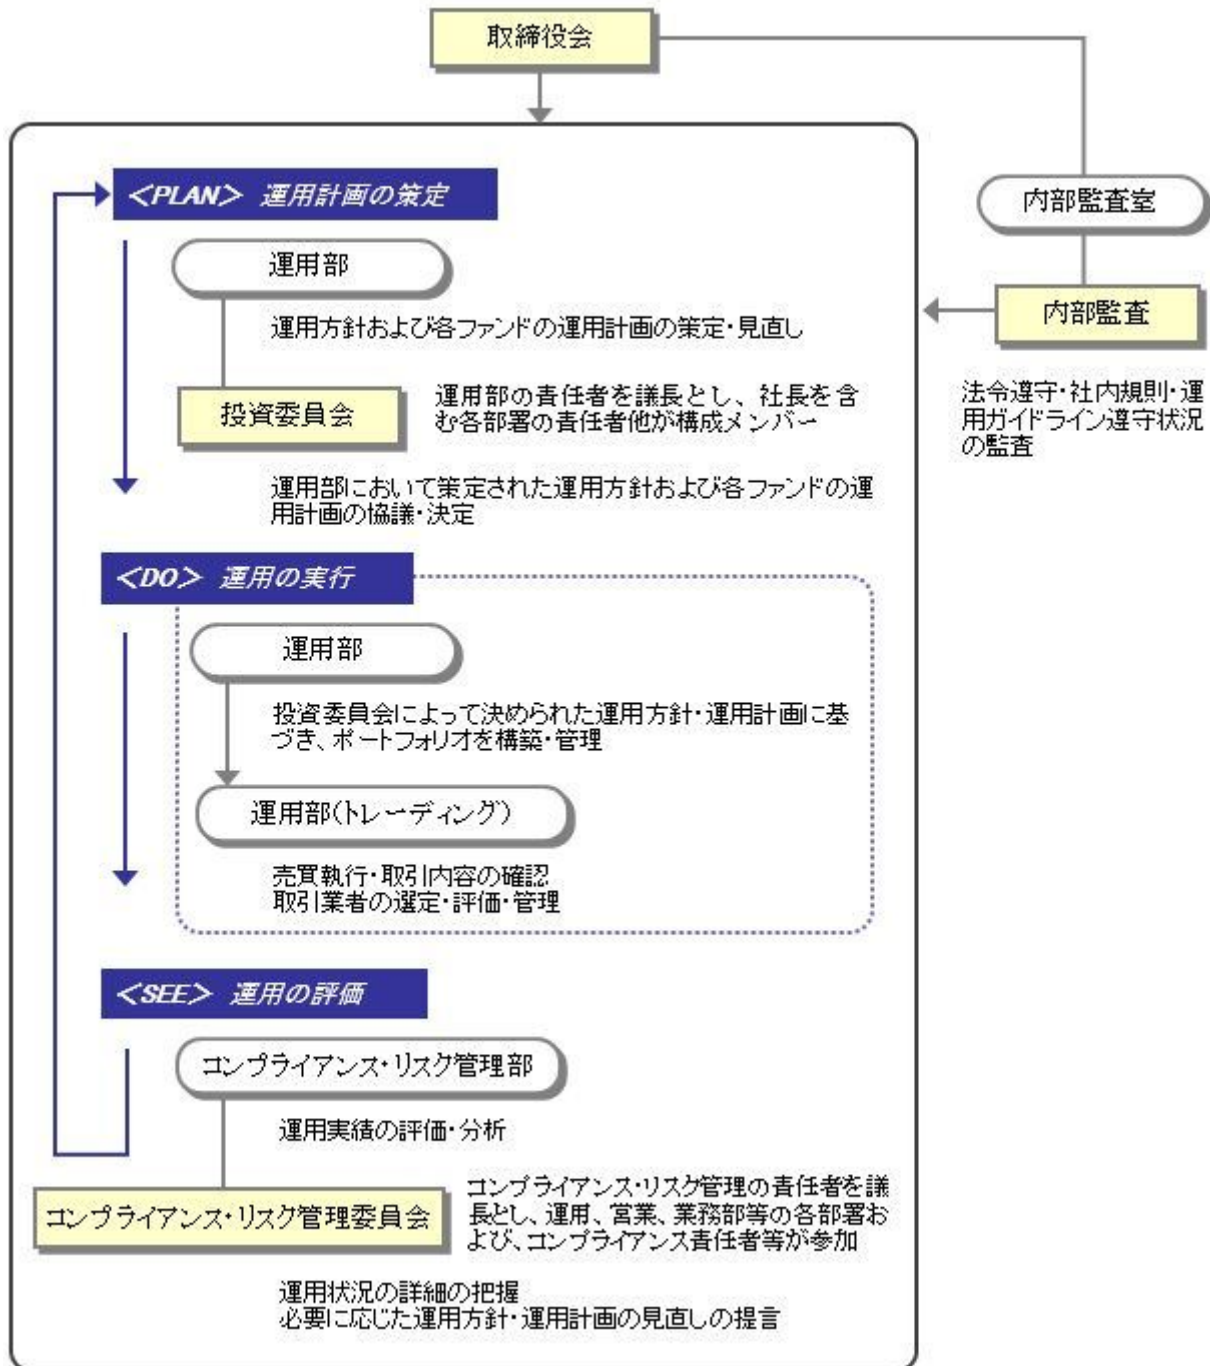 取締役会
<PLAN> 運用計画の策定
運用部
運用方針および各ファンドの運用計画の策定・見直し
投資委員会
運用部の責任者を議長とし、社長を含
む各部署の責任者他が構成メンバー
運用部において策定された運用方針および各ファンドの運
用計画の協議・決定
<DO> 運用の実行
運用部
投資委員会によって決められた運用方針・運用計画に基
づき、ポートフォリオを構築・管理
運用部(トレーディング)
売買執行・取引内容の確認
取引業者の選定・評価・管理
<SEE> 運用の評価
コンプライアンス・リスク管理部
運用実績の評価・分析
コンプライアンス・リスク管理委員会
コンプライアンス・リスク管理の責任者を議
長とし、運用、営業、業務部等の各部署お
よび、コンプライアンス責任者等が参加
運用状況の詳細の把握
必要に応じた運用方針・運用計画の見直しの提言
内部監査室
内部監査
法令遵守・社内規則・運
用ガイドライン遵守状況
の監査